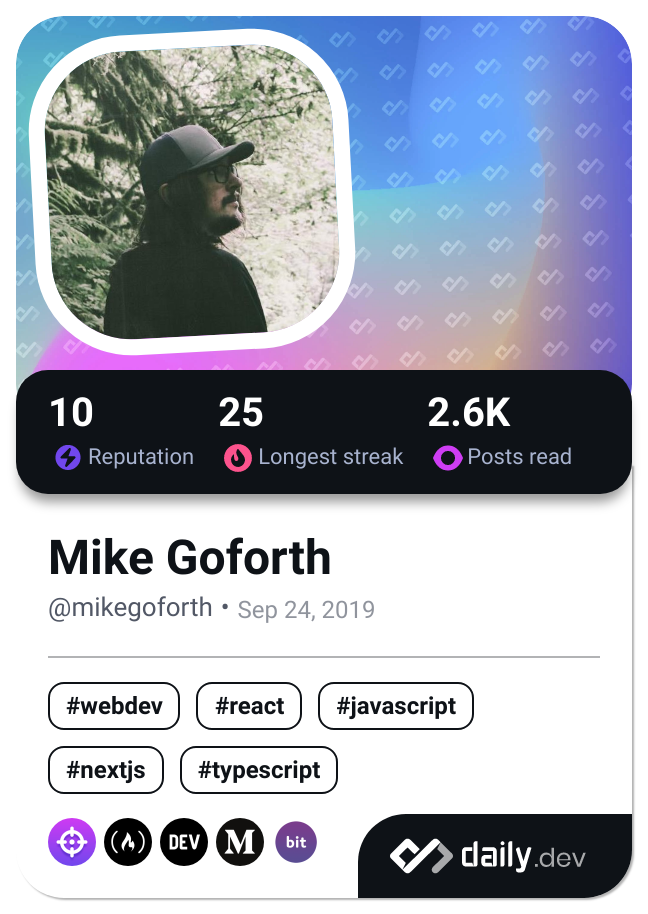 10 25 2.6K
Reputation Longest streak Posts read
Mike Goforth
@mikegoforth • Sep 24, 2019
#webdev #react #javascript
#nextjs #typescript
DEV M bit
daily.dev